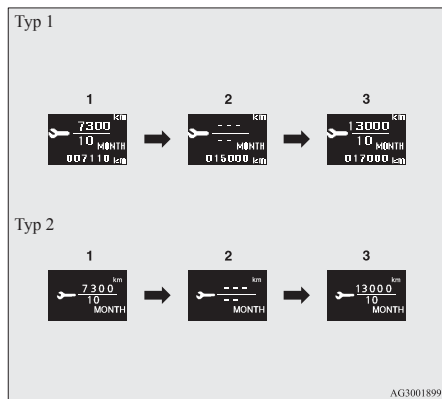 Typ 1
1 2 3
km km km
7300 --- 13000
10 MONTH -- MONTH 10 MONTH
007110 km 015000 km 017000 km
Typ 2
1 2 3
km km km
7300 --- 13000
10 -- 10
MONTH MONTH MONTH
AG3001899